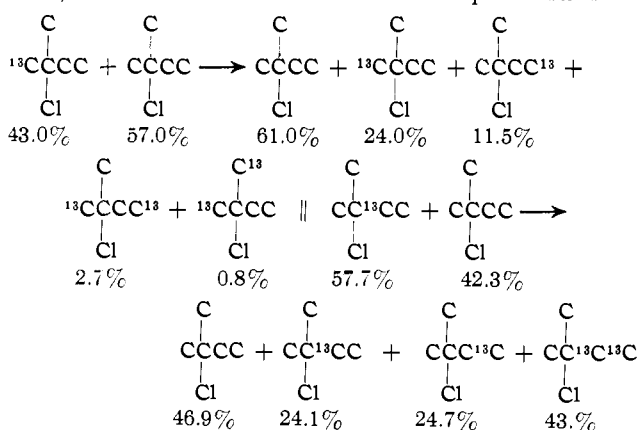 C C C C C
¹³CCCC + CCCC ⟶ CCCC + ¹³CCCC + CCCC¹³ +
Cl Cl Cl Cl Cl
43.0% 57.0% 61.0% 24.0% 11.5%
C C¹³ C C
¹³CCCC¹³ + ¹³CCCC ∥ CC¹³CC + CCCC ⟶
Cl Cl Cl Cl
2.7% 0.8% 57.7% 42.3%
C C C C
CCCC + CC¹³CC + CCC¹³C + CC¹³C¹³C
Cl Cl Cl Cl
46.9% 24.1% 24.7% 43.%